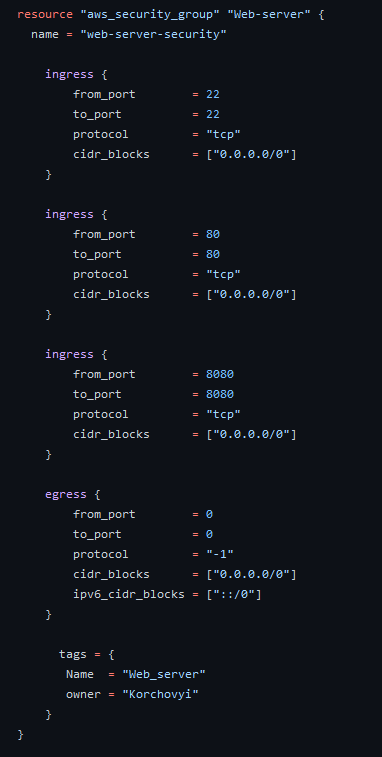 resource "aws_security_group" "Web-server" {
  name = "web-server-security"

    ingress {
        from_port        = 22
        to_port          = 22
        protocol         = "tcp"
        cidr_blocks      = ["0.0.0.0/0"]
    }

    ingress {
        from_port        = 80
        to_port          = 80
        protocol         = "tcp"
        cidr_blocks      = ["0.0.0.0/0"]
    }

    ingress {
        from_port        = 8080
        to_port          = 8080
        protocol         = "tcp"
        cidr_blocks      = ["0.0.0.0/0"]
    }

    egress {
        from_port        = 0
        to_port          = 0
        protocol         = "-1"
        cidr_blocks      = ["0.0.0.0/0"]
        ipv6_cidr_blocks = ["::/0"]
    }

      tags = {
       Name  = "Web_server"
       owner = "Korchovyi"
    }
}